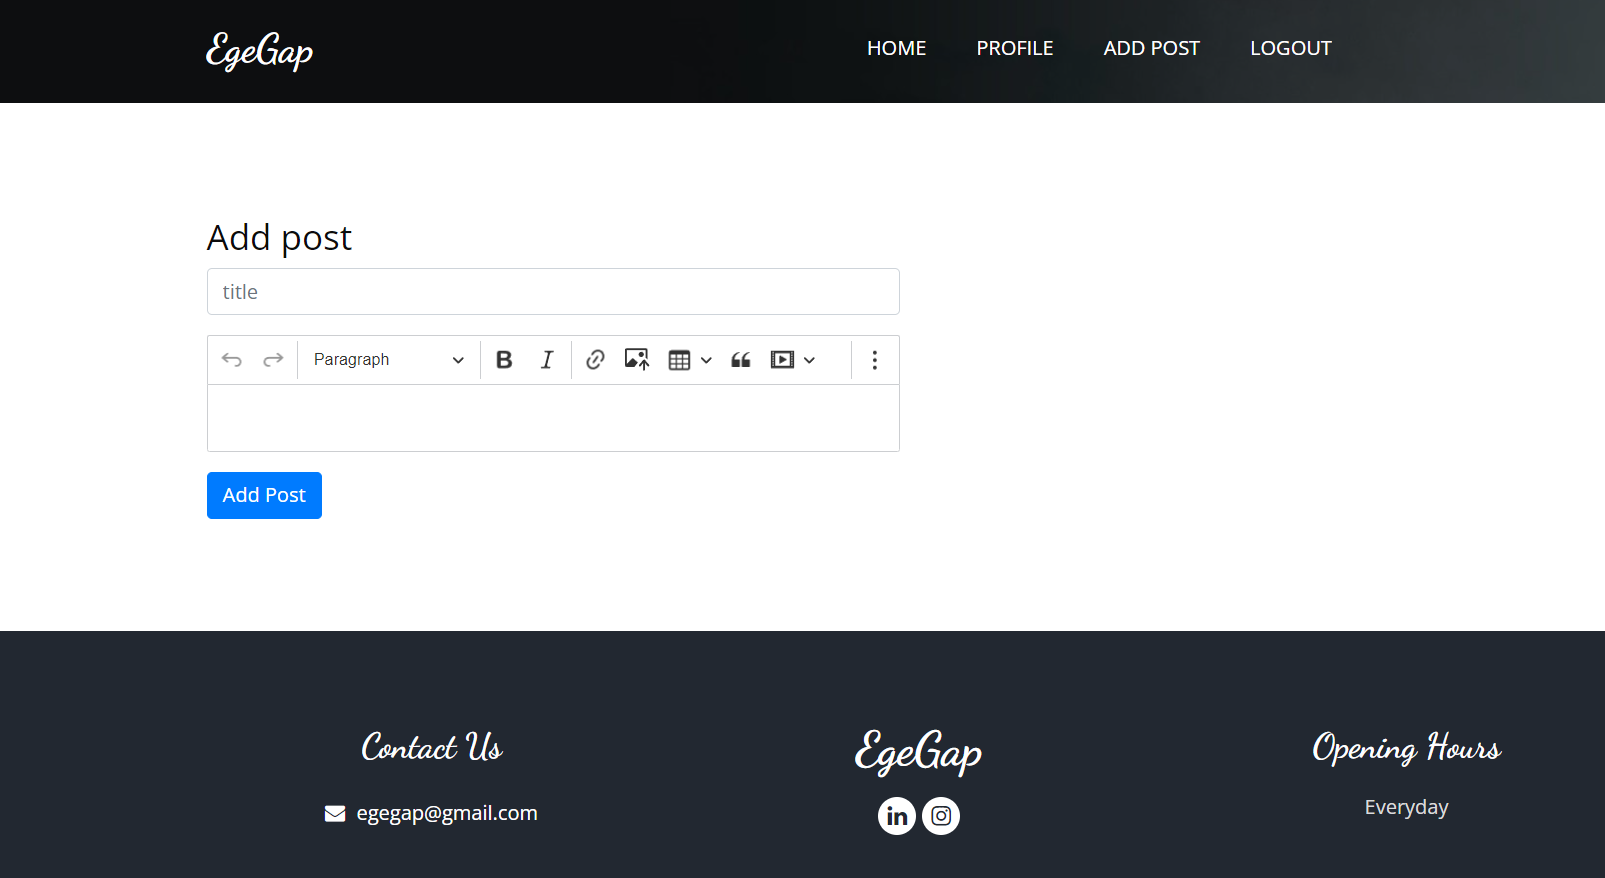 EgeGap
HOME PROFILE ADD POST LOGOUT
Add post
title
Paragraph
Add Post
Contact Us
egegap@gmail.com
EgeGap
Opening Hours
Everyday